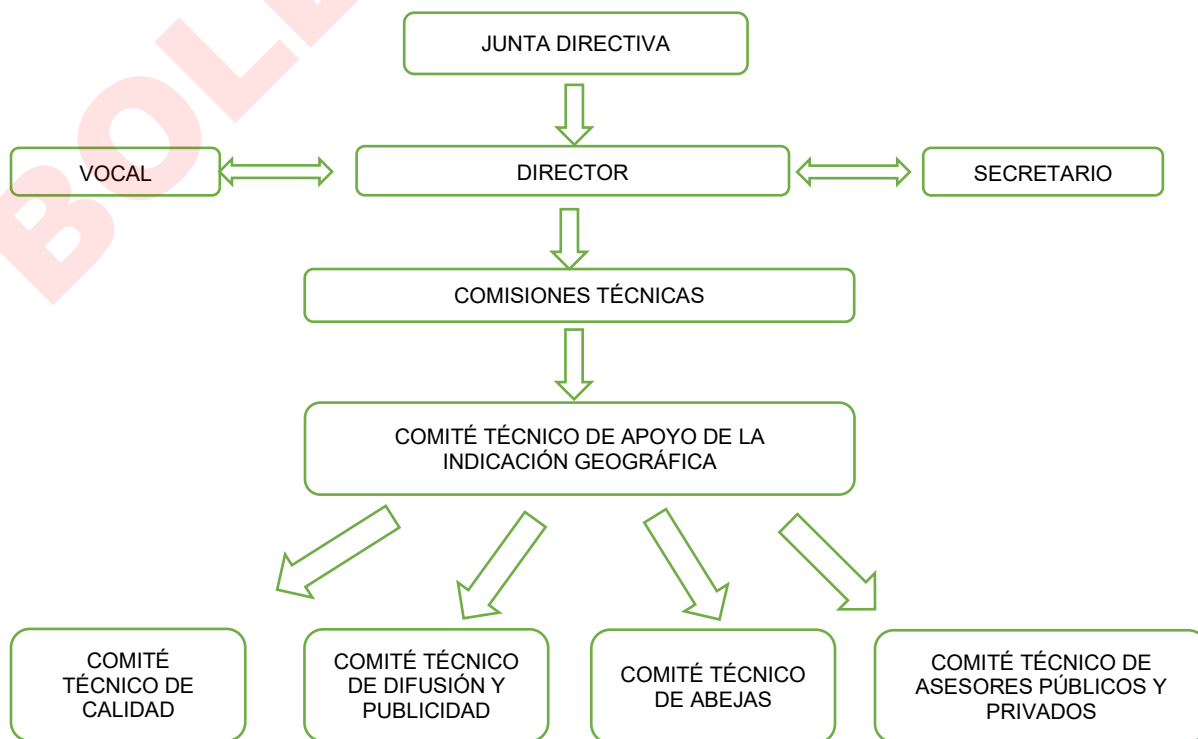 JUNTA DIRECTIVA
VOCAL
DIRECTOR
SECRETARIO
COMISIONES TÉCNICAS
COMITÉ TÉCNICO DE APOYO DE LA
INDICACIÓN GEOGRÁFICA
COMITÉ
TÉCNICO DE
CALIDAD
COMITÉ TÉCNICO
DE DIFUSIÓN Y
PUBLICIDAD
COMITÉ TÉCNICO
DE ABEJAS
COMITÉ TÉCNICO DE
ASESORES PÚBLICOS Y
PRIVADOS
BOL